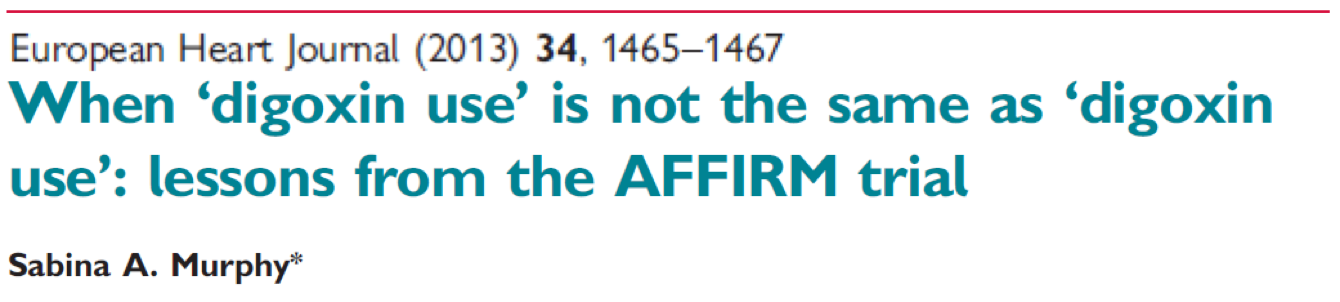 European Heart Journal (2013) 34, 1465–1467
When ‘digoxin use’ is not the same as ‘digoxin
use’: lessons from the AFFIRM trial
Sabina A. Murphy*